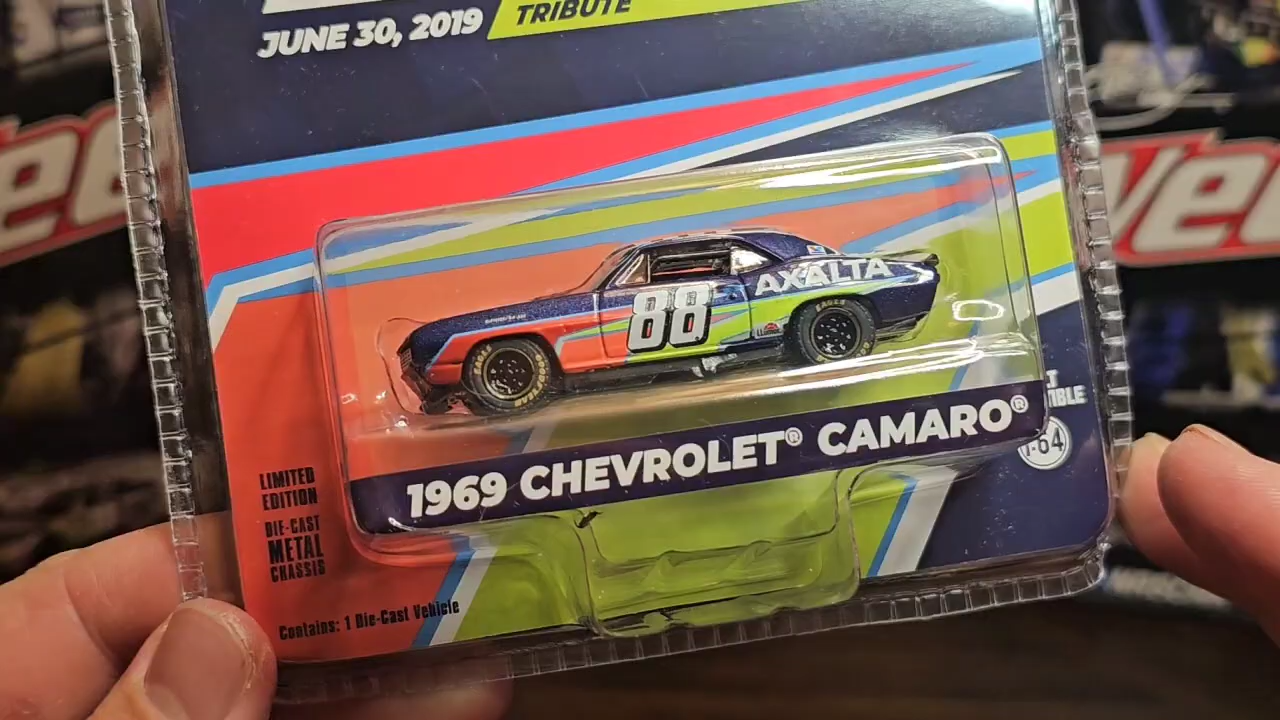 TRIBUTE
JUNE 30, 2019
88
AXALTA
EAGLE
1969 CHEVROLET® CAMARO®
1:64
LIMITED
EDITION
DIE-CAST
METAL
CHASSIS
Contains: 1 Die-Cast Vehicle